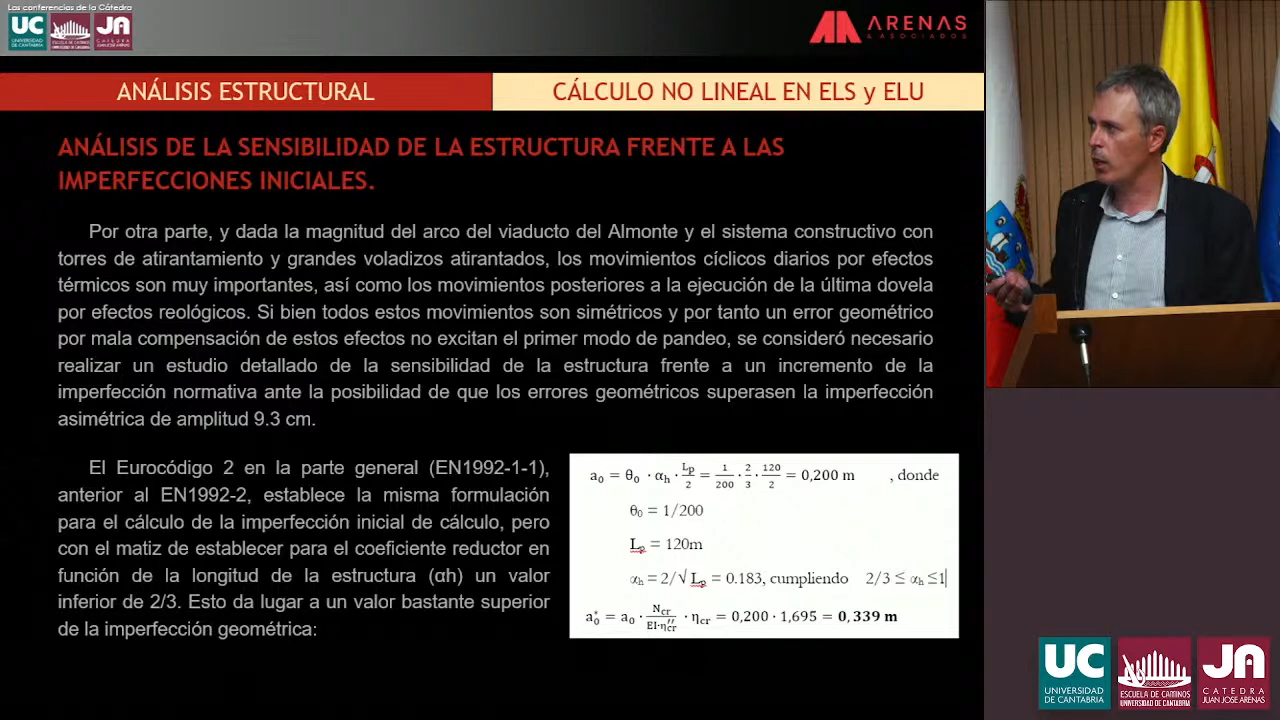 Las conferencias de la Cátedra
UC
UNIVERSIDAD
DE CANTABRIA
ESCUELA DE CAMINOS
UNIVERSIDAD DE CANTABRIA
JA
CÁTEDRA
JUAN JOSÉ ARENAS
ARENAS
& ASOCIADOS
ANÁLISIS ESTRUCTURAL
CÁLCULO NO LINEAL EN ELS y ELU
ANÁLISIS DE LA SENSIBILIDAD DE LA ESTRUCTURA FRENTE A LAS
IMPERFECCIONES INICIALES.
Por otra parte, y dada la magnitud del arco del viaducto del Almonte y el sistema constructivo con
torres de atirantamiento y grandes voladizos atirantados, los movimientos cíclicos diarios por efectos
térmicos son muy importantes, así como los movimientos posteriores a la ejecución de la última dovela
por efectos reológicos. Si bien todos estos movimientos son simétricos y por tanto un error geométrico
por mala compensación de estos efectos no excitan el primer modo de pandeo, se consideró necesario
realizar un estudio detallado de la sensibilidad de la estructura frente a un incremento de la
imperfección normativa ante la posibilidad de que los errores geométricos superasen la imperfección
asimétrica de amplitud 9.3 cm.
El Eurocódigo 2 en la parte general (EN1992-1-1),
anterior al EN1992-2, establece la misma formulación
para el cálculo de la imperfección inicial de cálculo, pero
con el matiz de establecer para el coeficiente reductor en
función de la longitud de la estructura (αh) un valor
inferior de 2/3. Esto da lugar a un valor bastante superior
de la imperfección geométrica:
a₀ = θ₀ · αₕ · Lp/2 = 1/200 · 2/3 · 120/2 = 0,200 m , donde
θ₀ = 1/200
Lp = 120m
αₕ = 2/√ Lp = 0.183, cumpliendo 2/3 ≤ αₕ ≤1
a₀* = a₀ · Ncr/EI·η''cr · ηcr = 0,200 · 1,695 = 0,339 m
UC
UNIVERSIDAD
DE CANTABRIA
ESCUELA DE CAMINOS
UNIVERSIDAD DE CANTABRIA
JA
CÁTEDRA
JUAN JOSÉ ARENAS